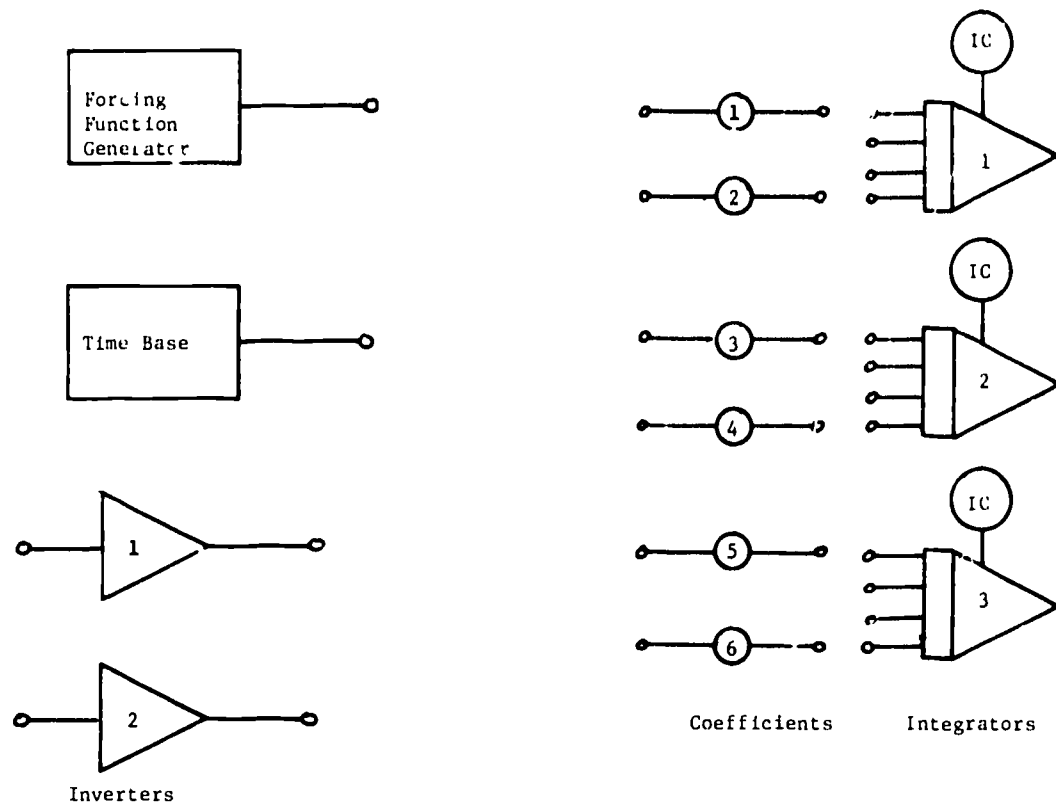 Forcing
Function
Generator
Time Base
1
2
Inverters
1
2
3
4
5
6
Coefficients
IC
1
IC
2
IC
3
Integrators